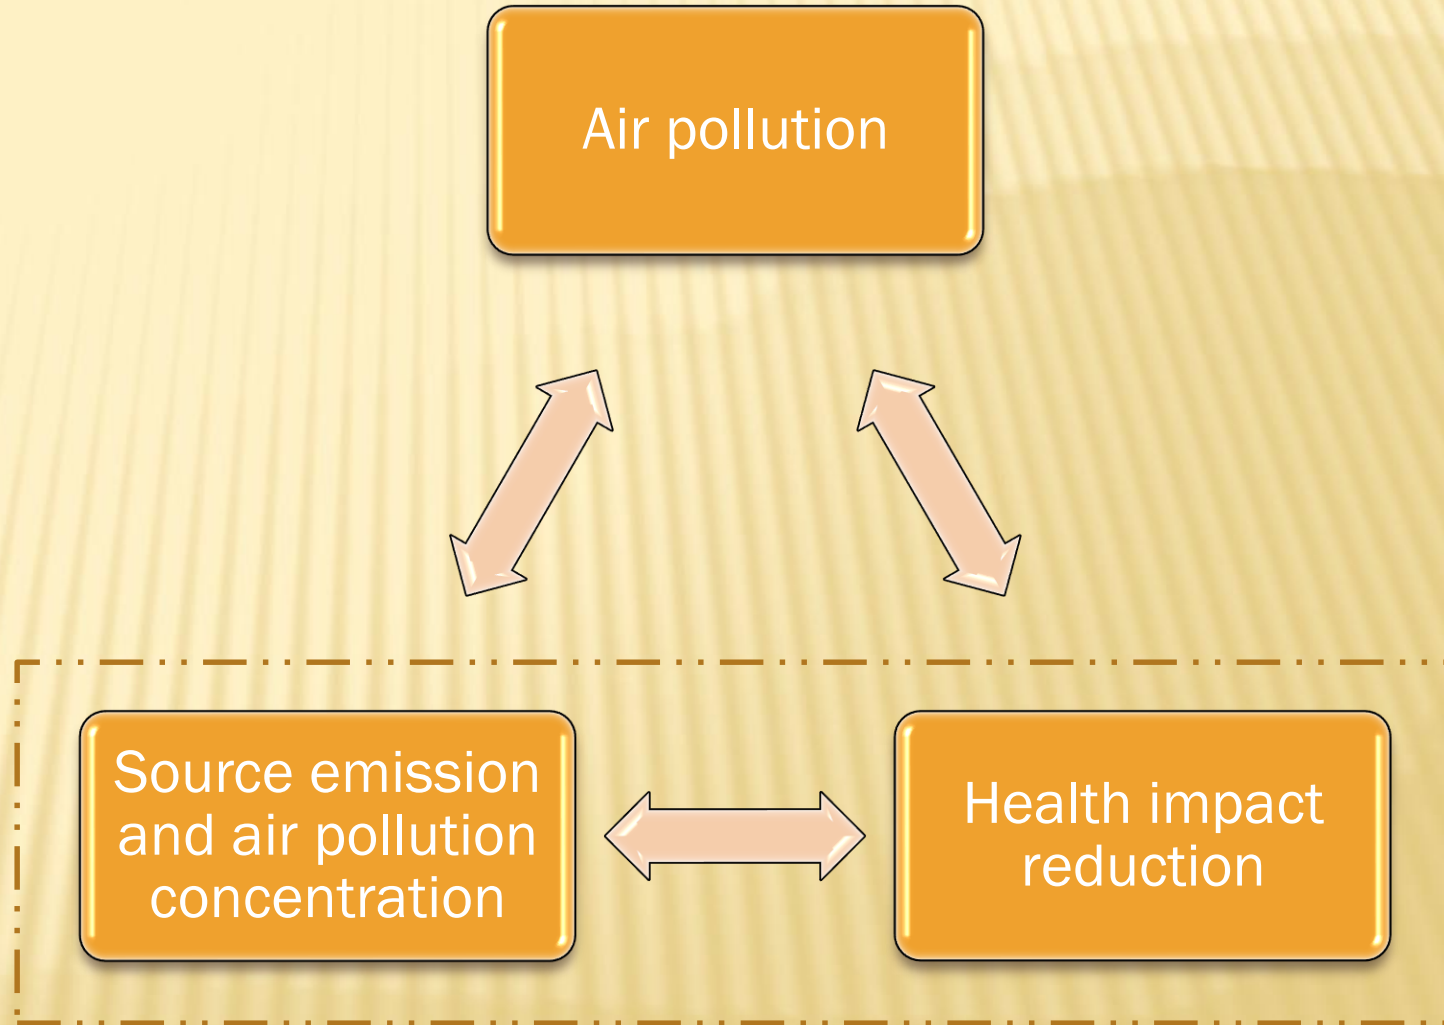 Air pollution
Source emission
and air pollution
concentration
Health impact
reduction